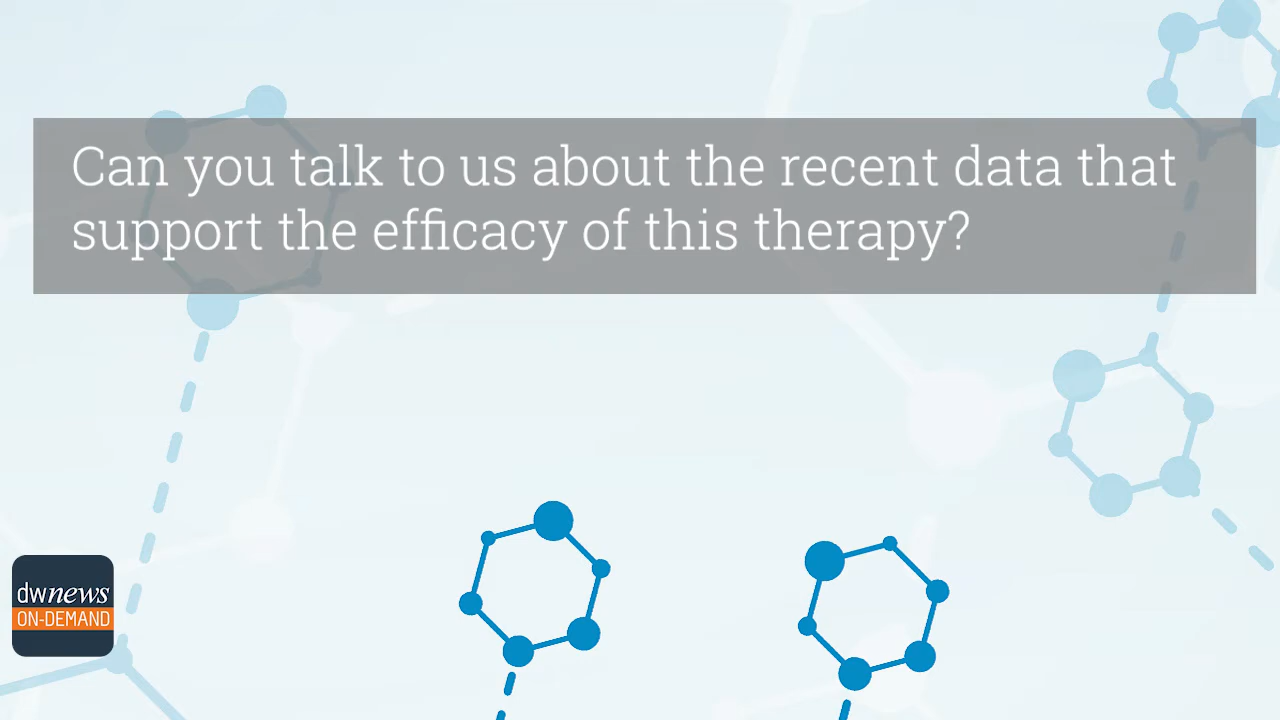 Can you talk to us about the recent data that
support the efficacy of this therapy?
dwnews
ON-DEMAND